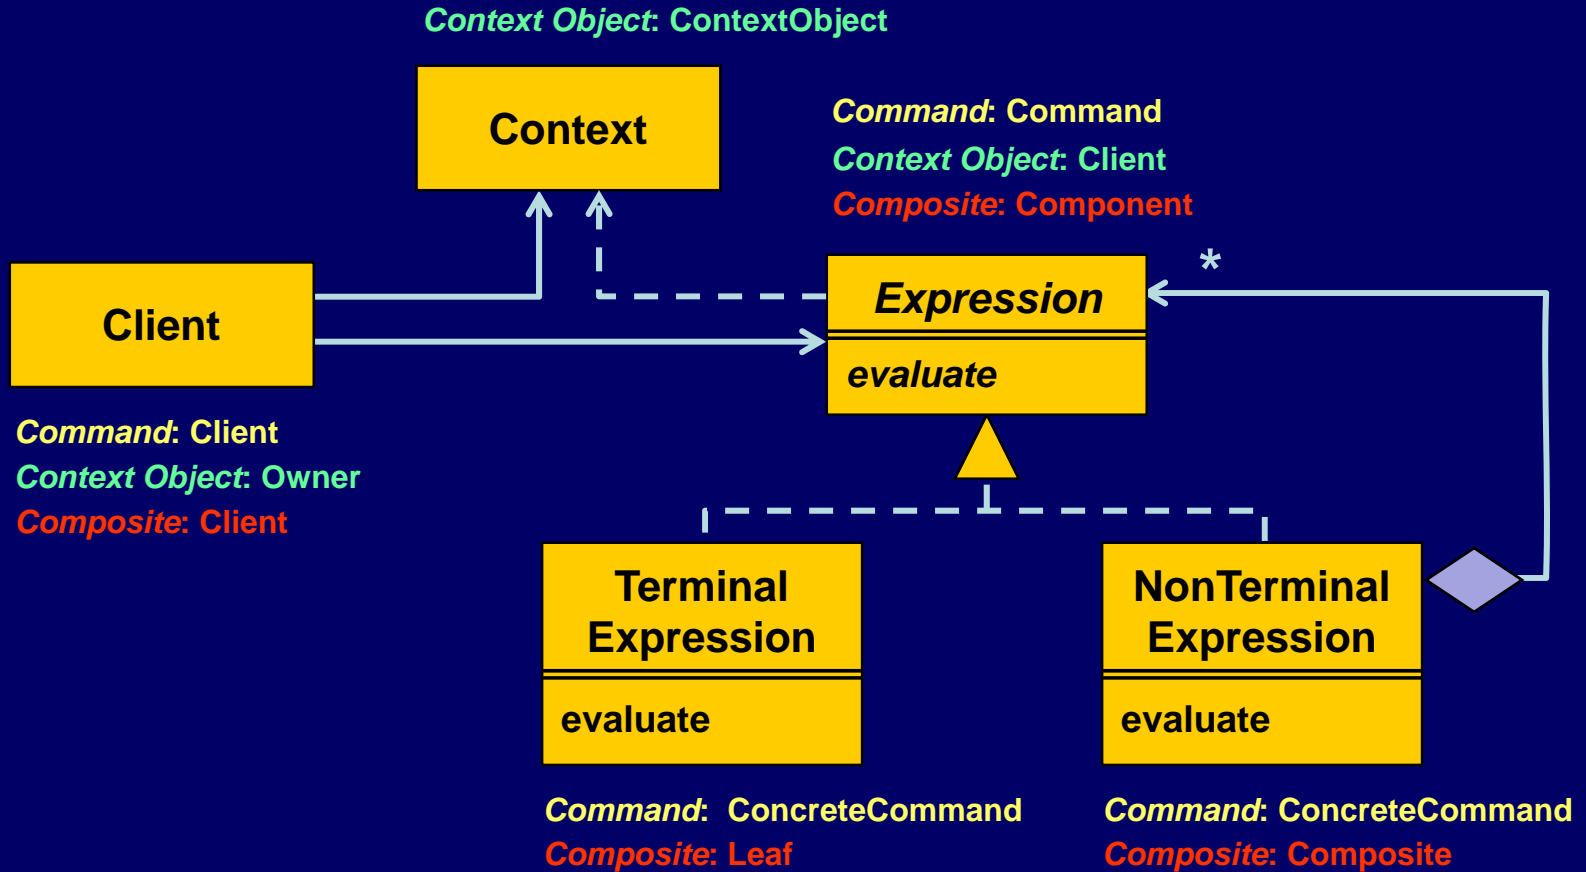 Context Object: ContextObject
Context
Command: Command
Context Object: Client
Composite: Component
Client
Expression
*
evaluate
Command: Client
Context Object: Owner
Composite: Client
Terminal
Expression
evaluate
NonTerminal
Expression
evaluate
Command: ConcreteCommand
Composite: Leaf
Command: ConcreteCommand
Composite: Composite